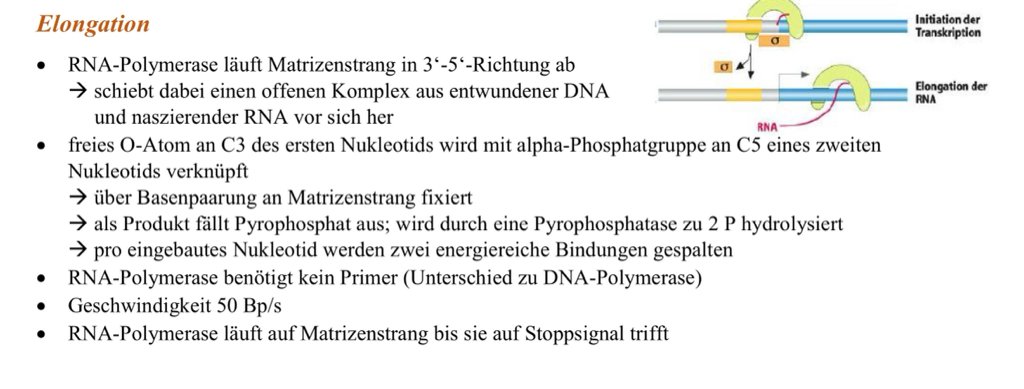 Elongation
• RNA-Polymerase läuft Matrizenstrang in 3‘-5‘-Richtung ab
→ schiebt dabei einen offenen Komplex aus entwundener DNA
und naszierender RNA vor sich her
• freies O-Atom an C3 des ersten Nukleotids wird mit alpha-Phosphatgruppe an C5 eines zweiten
Nukleotids verknüpft
→ über Basenpaarung an Matrizenstrang fixiert
→ als Produkt fällt Pyrophosphat aus; wird durch eine Pyrophosphatase zu 2 P hydrolysiert
→ pro eingebautes Nukleotid werden zwei energiereiche Bindungen gespalten
• RNA-Polymerase benötigt kein Primer (Unterschied zu DNA-Polymerase)
• Geschwindigkeit 50 Bp/s
• RNA-Polymerase läuft auf Matrizenstrang bis sie auf Stoppsignal trifft
σ
Initiation der
Transkription
σ
Elongation der
RNA
RNA